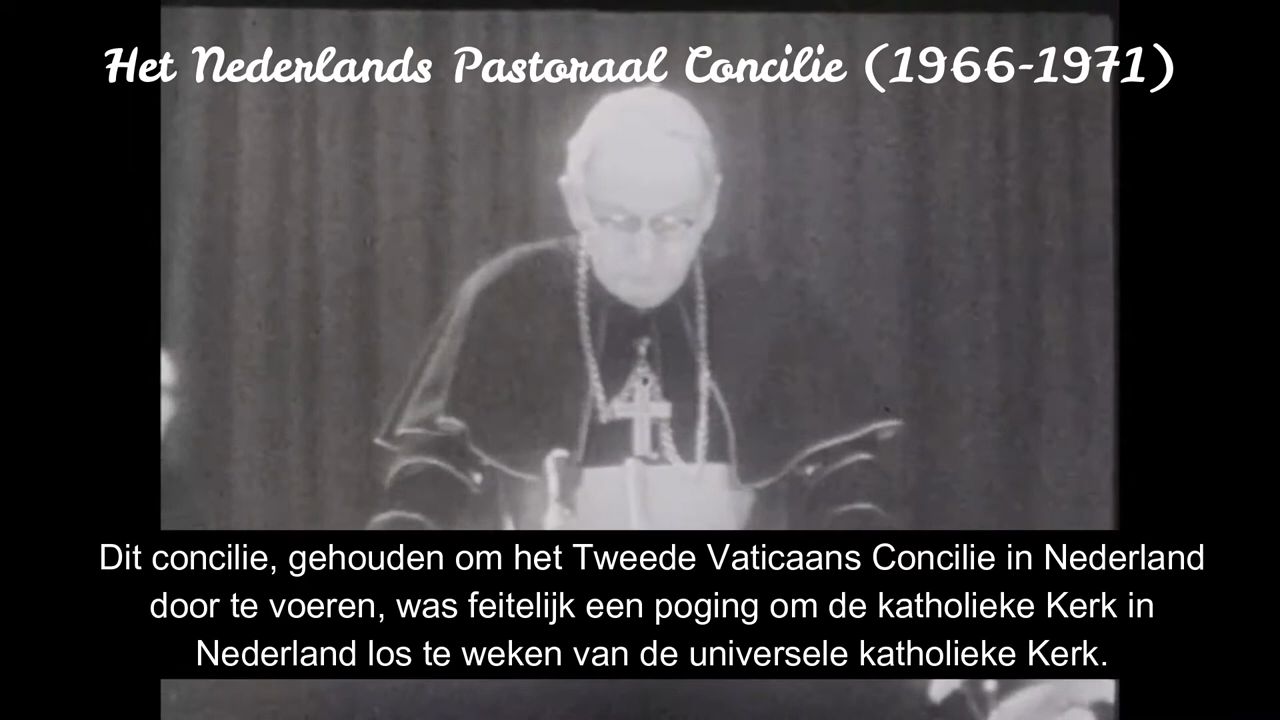 Het Nederlands Pastoraal Concilie (1966-1971)
Dit concilie, gehouden om het Tweede Vaticaans Concilie in Nederland
door te voeren, was feitelijk een poging om de katholieke Kerk in
Nederland los te weken van de universele katholieke Kerk.